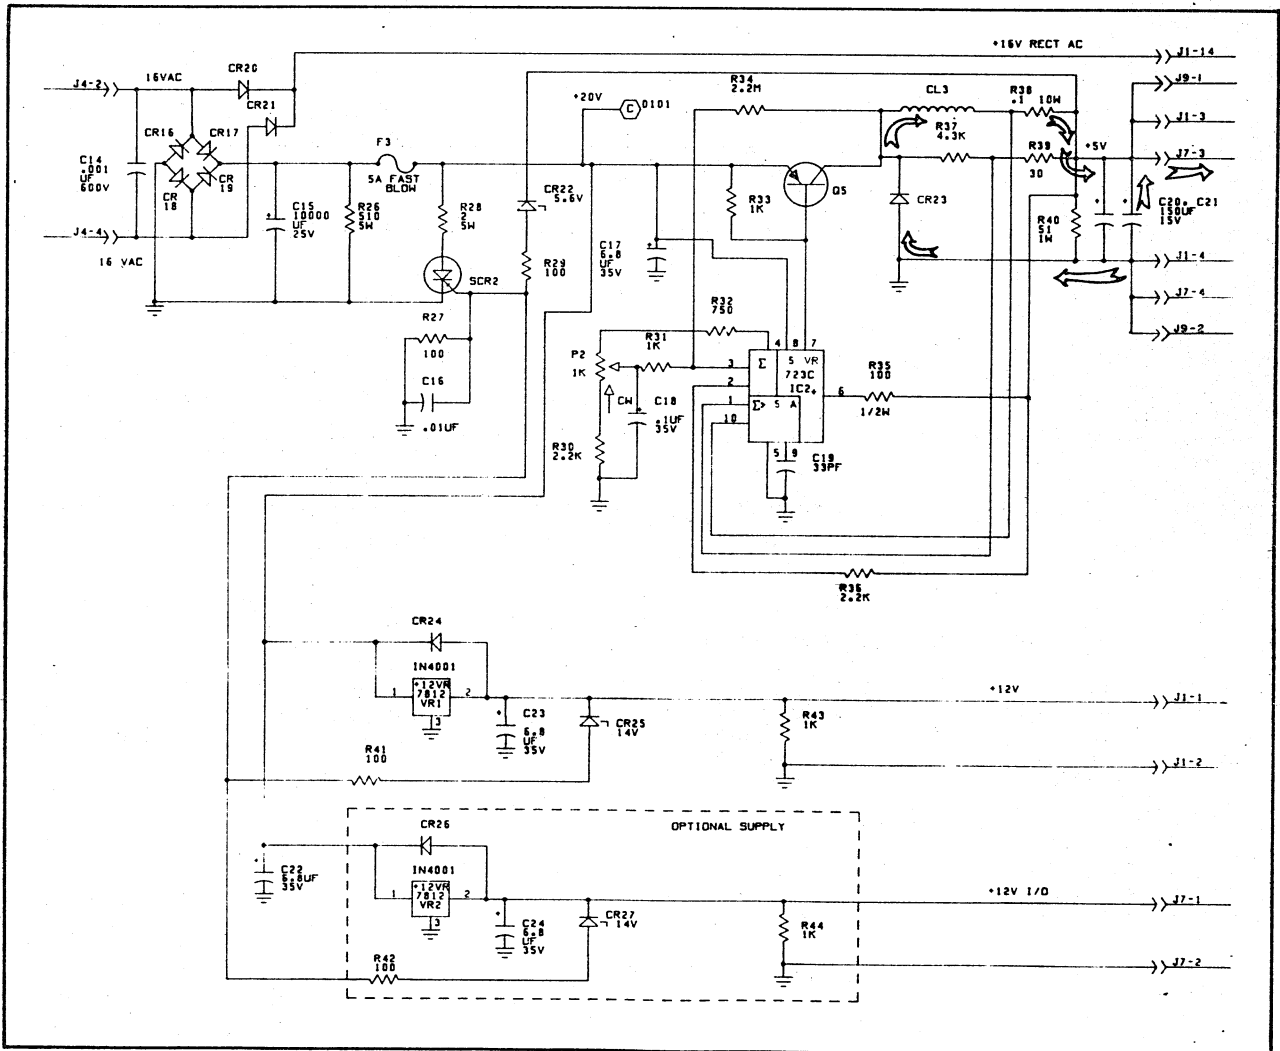 +16V RECT AC
J1-14
J4-2
16VAC
CR20
CR21
J9-1
R34
2.2M
CL3
R38
.1 10W
+20V
C
0101
J1-3
CR16
CR17
F3
5A FAST
BLOW
R37
4.3K
R39
30
+5V
J7-3
C14
.001
UF
600V
CR
18
CR
19
C15
10000
UF
25V
R26
510
5W
R28
2
5W
CR22
5.6V
R33
1K
Q5
CR23
R40
51
1W
C20, C21
150UF
15V
J4-4
16 VAC
SCR2
R29
100
C17
6.8
UF
35V
J1-4
J7-4
J9-2
R27
100
C16
.01UF
R32
750
P2
1K
CW
R31
1K
C18
.1UF
35V
R30
2.2K
4 8 7
3
2
1
10
Σ
S VR
723C
IC2+
Σ> S A
5 9
6
R35
100
1/2W
C19
33PF
R36
2.2K
CR24
IN4001
1
+12VR
7812
VR1
2
3
C23
6.8
UF
35V
CR25
14V
R43
1K
+12V
J1-1
J1-2
R41
100
OPTIONAL SUPPLY
CR26
IN4001
C22
6.8UF
35V
1
+12VR
7812
VR2
2
3
C24
6.8
UF
35V
CR27
14V
R44
1K
+12V I/O
J7-1
J7-2
R42
100